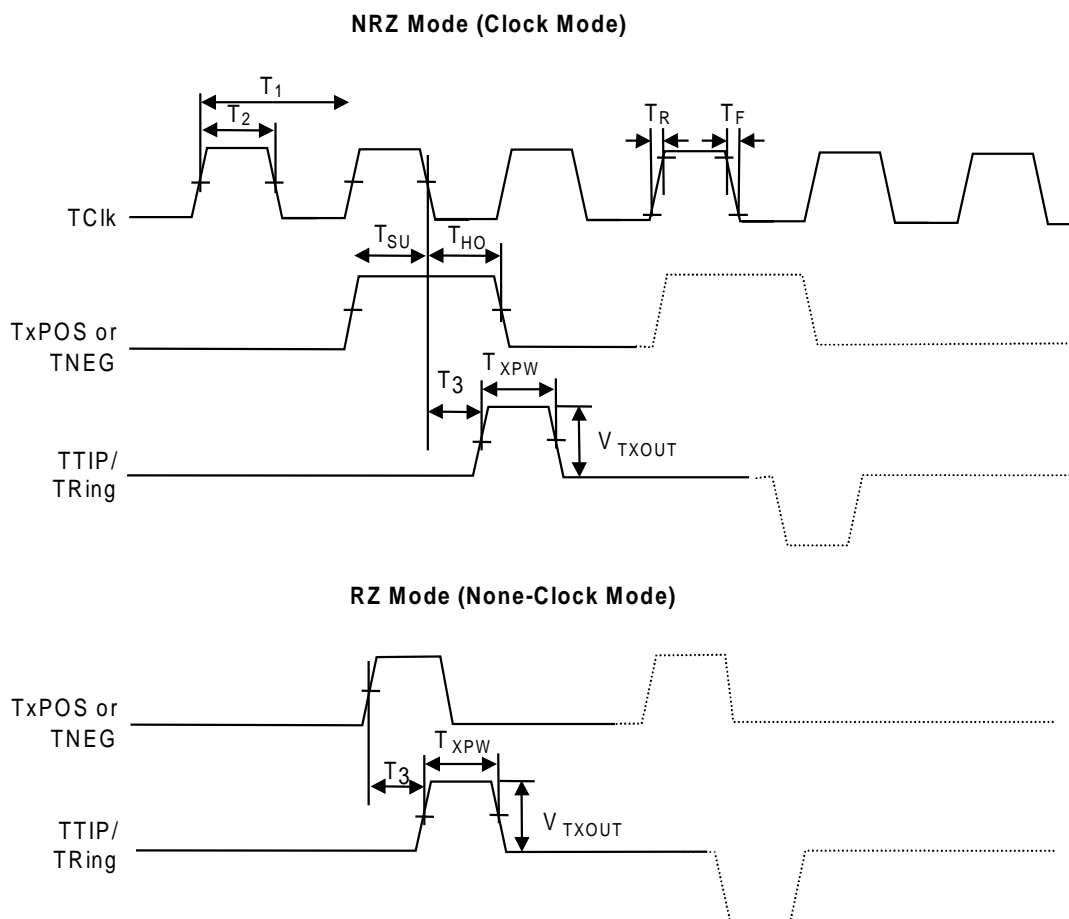 NRZ Mode (Clock Mode)
T1
T2
TR
TF
TClk
TSU
THO
TxPOS or
TNEG
T3
TXPW
VTXOUT
TTIP/
TRing
RZ Mode (None-Clock Mode)
TxPOS or
TNEG
TXPW
T3
VTXOUT
TTIP/
TRing